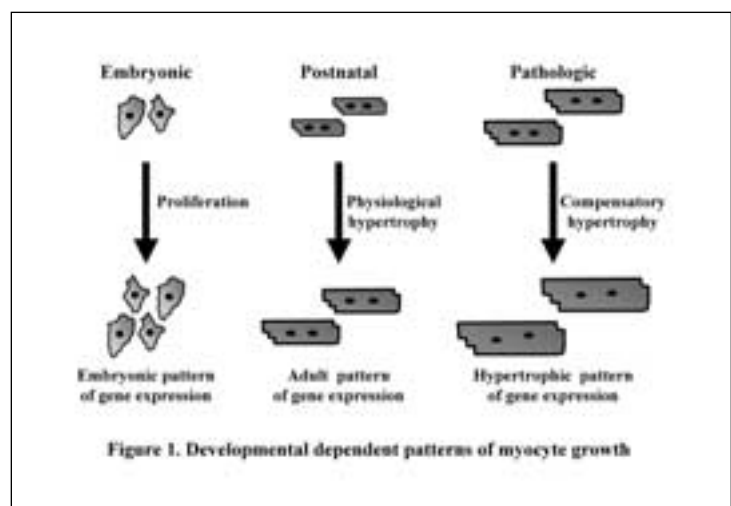 Embryonic
Postnatal
Pathologic
Proliferation
Physiological
hypertrophy
Compensatory
hypertrophy
Embryonic pattern
of gene expression
Adult pattern
of gene expression
Hypertrophic pattern
of gene expression
Figure 1. Developmental dependent patterns of myocyte growth